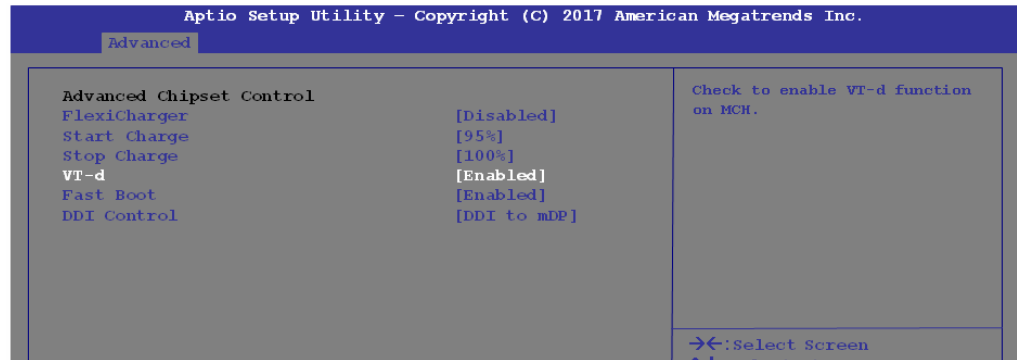 Aptio Setup Utility – Copyright (C) 2017 American Megatrends Inc.
Advanced
Advanced Chipset Control
FlexiCharger [Disabled]
Start Charge [95%]
Stop Charge [100%]
VT-d [Enabled]
Fast Boot [Enabled]
DDI Control [DDI to mDP]
Check to enable VT-d function
on MCH.
→←:Select Screen